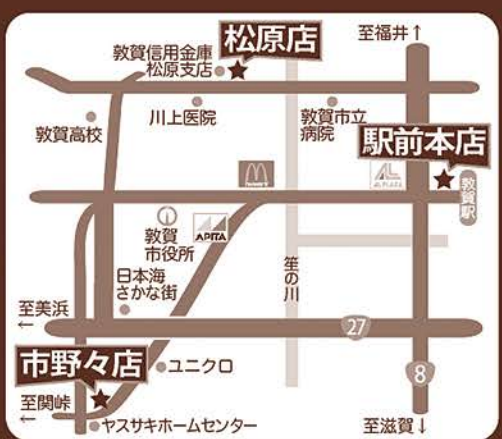 松原店
至福井↑
敦賀信用金庫
松原支店
敦賀高校
川上医院
敦賀市立
病院
駅前本店
敦賀駅
AL PLAZA
APITA
敦賀
市役所
日本海
さかな街
笙の川
至美浜
←
27
市野々店
ユニクロ
8
至関峠
←
ヤスサキホームセンター
至滋賀↓